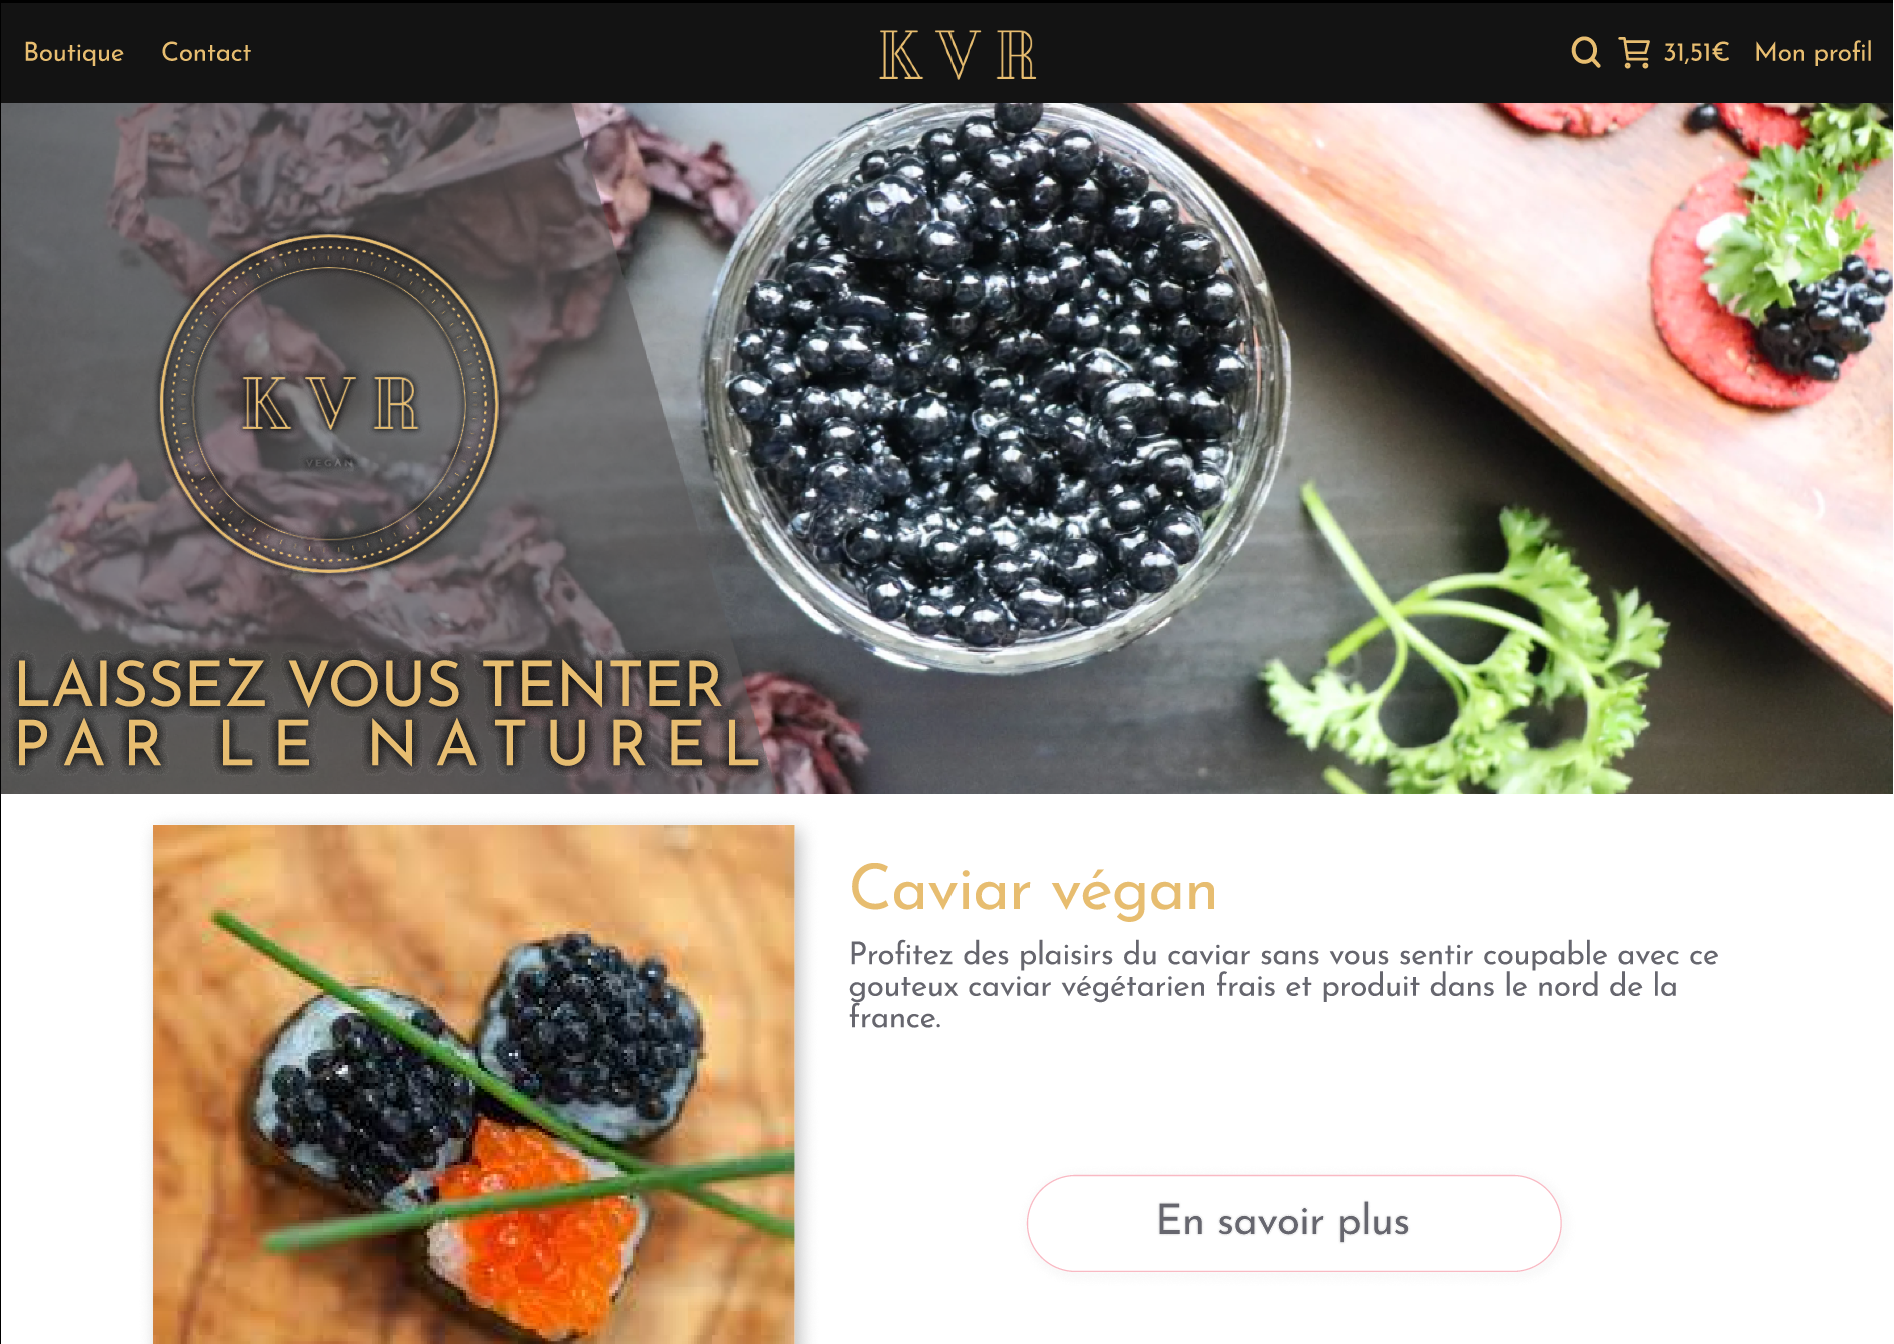 Boutique Contact KVR 31,51€ Mon profil
KVR
VEGAN
LAISSEZ VOUS TENTER
PAR LE NATUREL
Caviar végan
Profitez des plaisirs du caviar sans vous sentir coupable avec ce
gouteux caviar végétarien frais et produit dans le nord de la
france.
En savoir plus